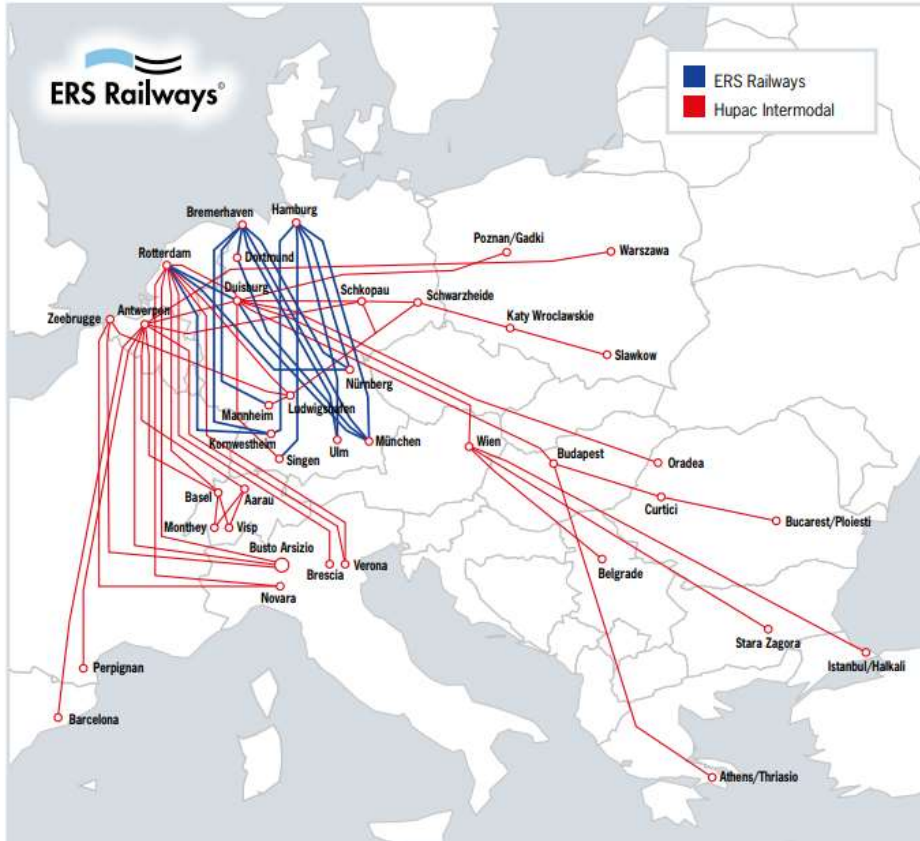 ERS Railways©
ERS Railways
Hupac Intermodal
Bremerhaven
Hamburg
Rotterdam
Dortmund
Poznan/Gadki
Warszawa
Duisburg
Schkopau
Schwarzheide
Zeebrugge
Antwerpen
Katy Wroclawskie
Slawkow
Nürnberg
Mannheim
Ludwigshafen
Kornwestheim
Ulm
München
Wien
Budapest
Oradea
Singen
Basel
Aarau
Curtici
Bucarest/Ploiesti
Monthey
Visp
Busto Arsizio
Brescia
Verona
Belgrade
Novara
Stara Zagora
Istanbul/Halkali
Perpignan
Barcelona
Athens/Thriasio